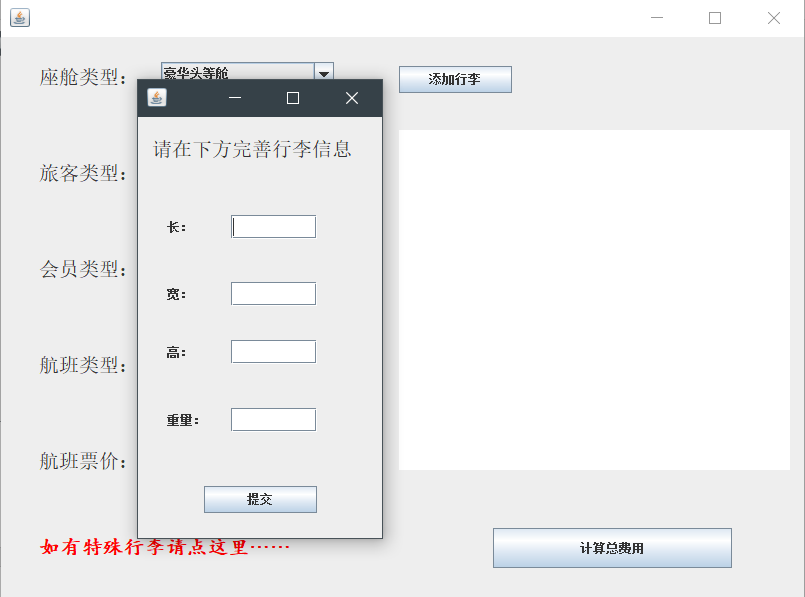 座舱类型：
豪华头等舱
添加行李
旅客类型：
会员类型：
航班类型：
航班票价：
如有特殊行李请点这里……
计算总费用
请在下方完善行李信息
长：
宽：
高：
重量：
提交